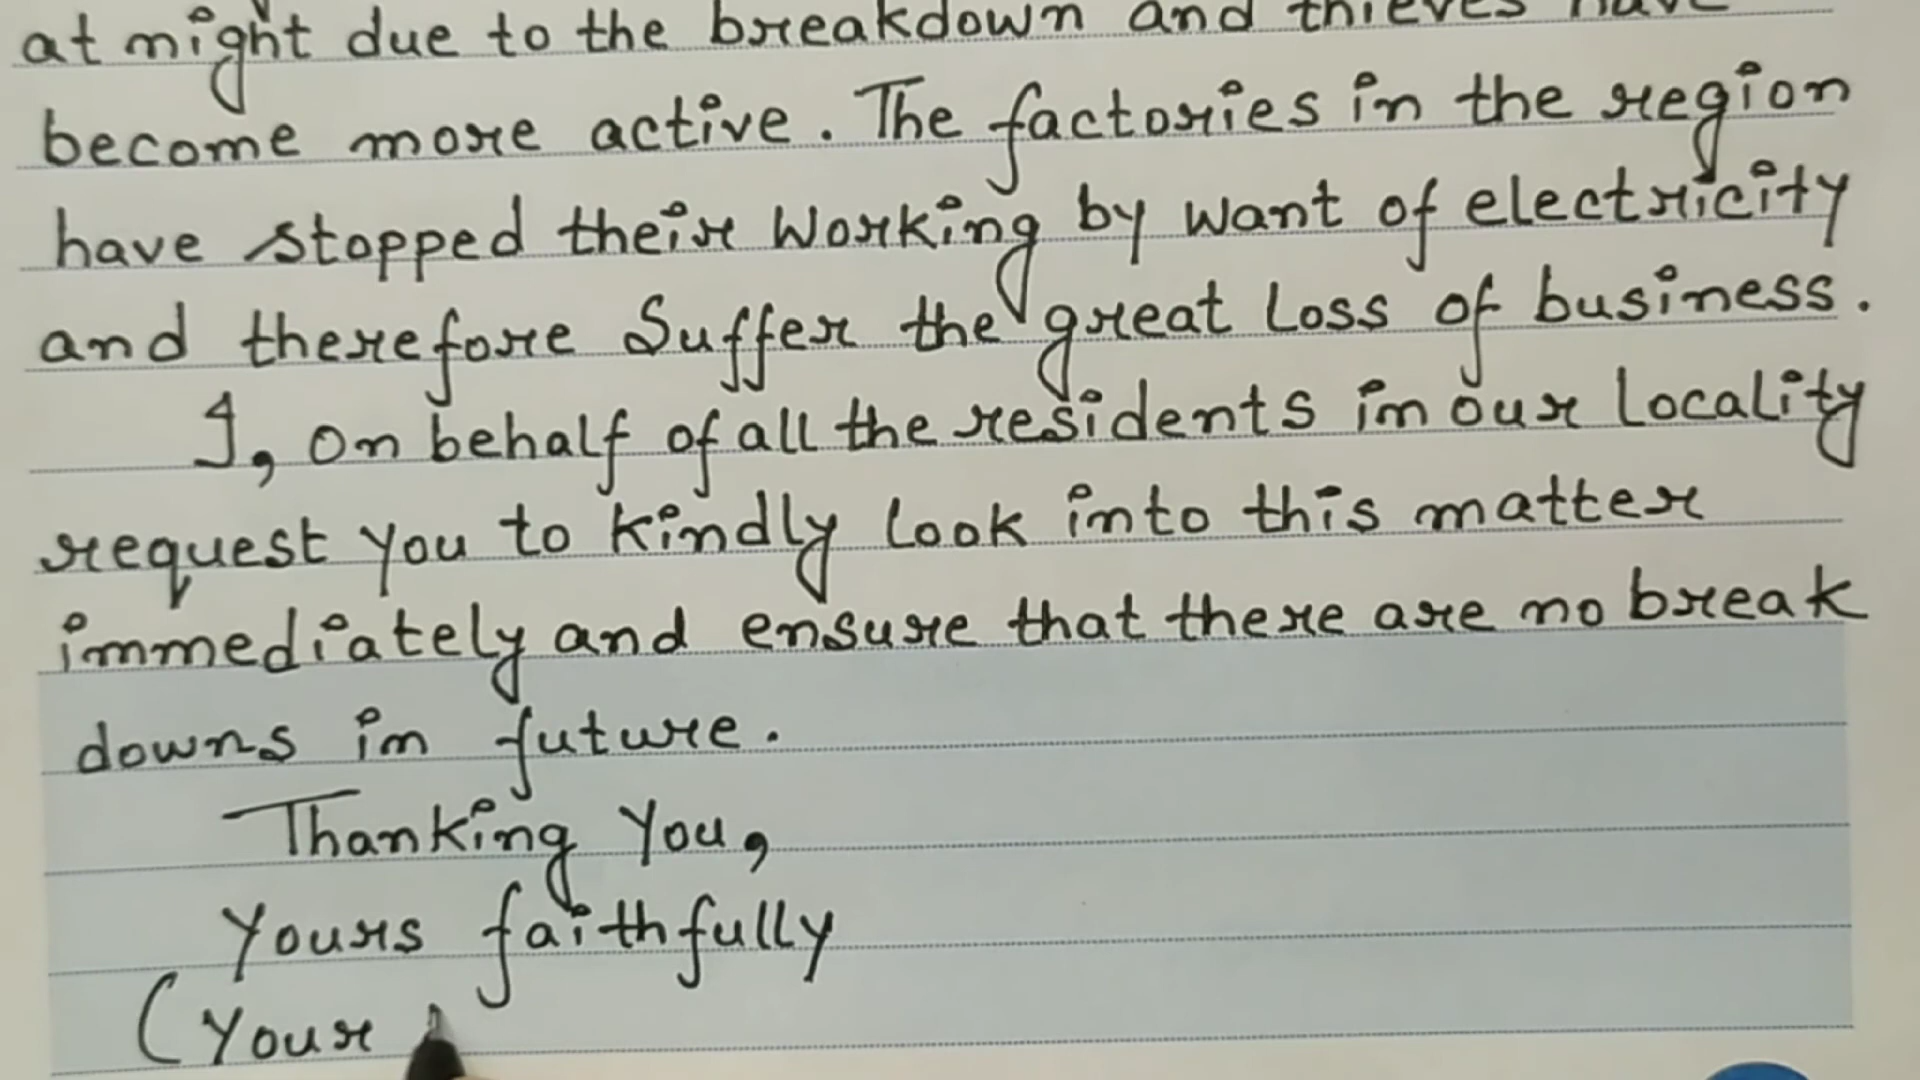 at night due to the breakdown and thieves have
become more active. The factories in the region
have stopped their Working by want of electricity
and therefore Suffer the great Loss of business.
I, on behalf of all the residents in our Locality
request you to kindly Look into this matter
immediately and ensure that there are no break
downs in future.
Thanking You,
Yours faithfully
(Your